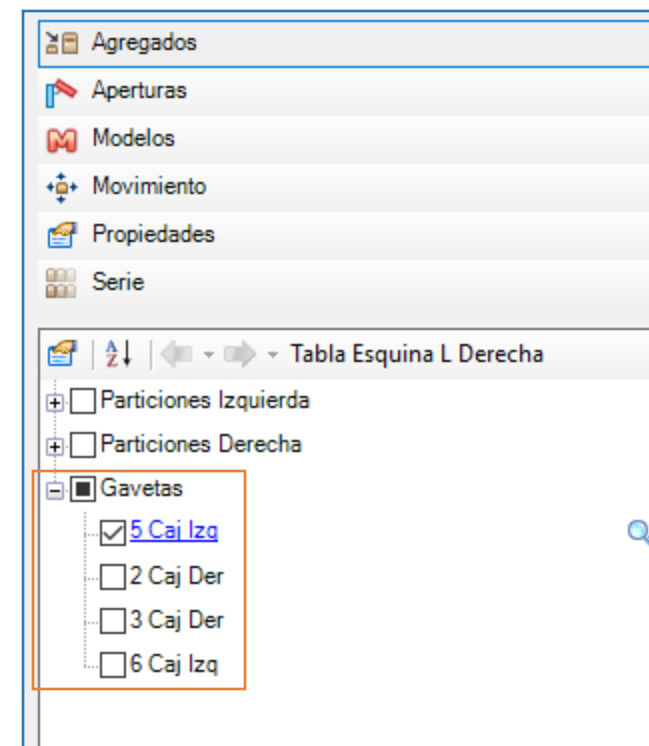 Agregados
Aperturas
Modelos
Movimiento
Propiedades
Serie
Tabla Esquina L Derecha
Particiones Izquierda
Particiones Derecha
Gavetas
5 Caj Izq
2 Caj Der
3 Caj Der
6 Caj Izq